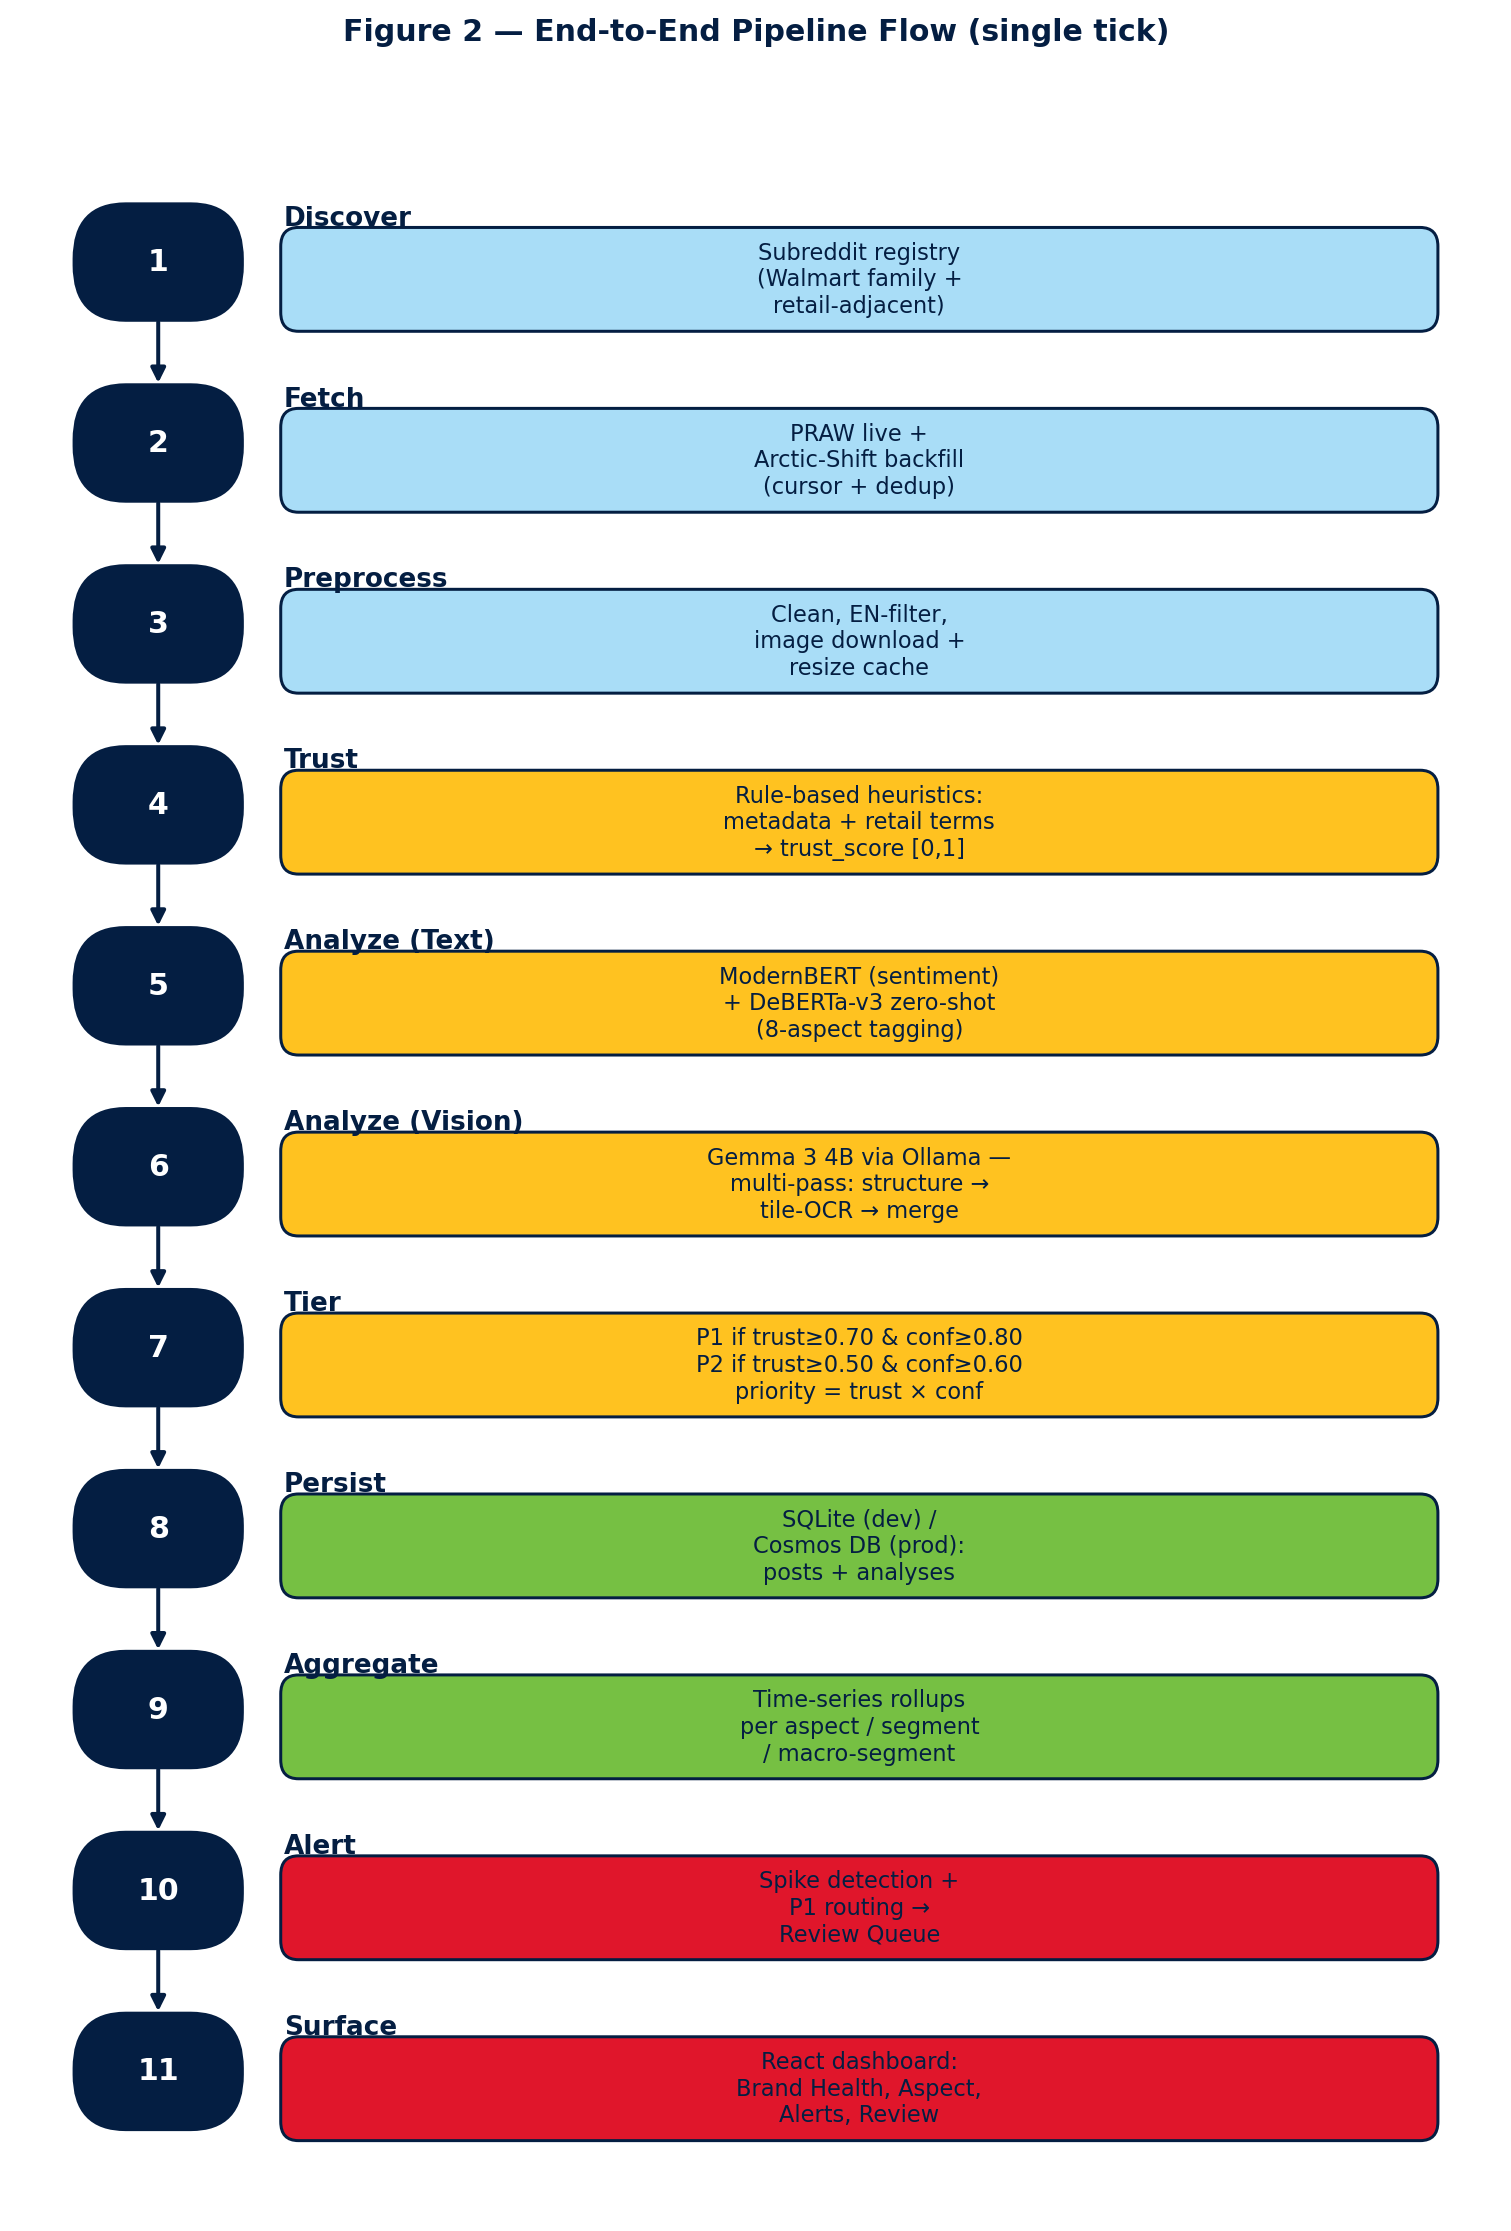 Figure 2 — End-to-End Pipeline Flow (single tick)
1
Discover
Subreddit registry
(Walmart family +
retail-adjacent)
2
Fetch
PRAW live +
Arctic-Shift backfill
(cursor + dedup)
3
Preprocess
Clean, EN-filter,
image download +
resize cache
4
Trust
Rule-based heuristics:
metadata + retail terms
→ trust_score [0,1]
5
Analyze (Text)
ModernBERT (sentiment)
+ DeBERTa-v3 zero-shot
(8-aspect tagging)
6
Analyze (Vision)
Gemma 3 4B via Ollama —
multi-pass: structure →
tile-OCR → merge
7
Tier
P1 if trust≥0.70 & conf≥0.80
P2 if trust≥0.50 & conf≥0.60
priority = trust × conf
8
Persist
SQLite (dev) /
Cosmos DB (prod):
posts + analyses
9
Aggregate
Time-series rollups
per aspect / segment
/ macro-segment
10
Alert
Spike detection +
P1 routing →
Review Queue
11
Surface
React dashboard:
Brand Health, Aspect,
Alerts, Review